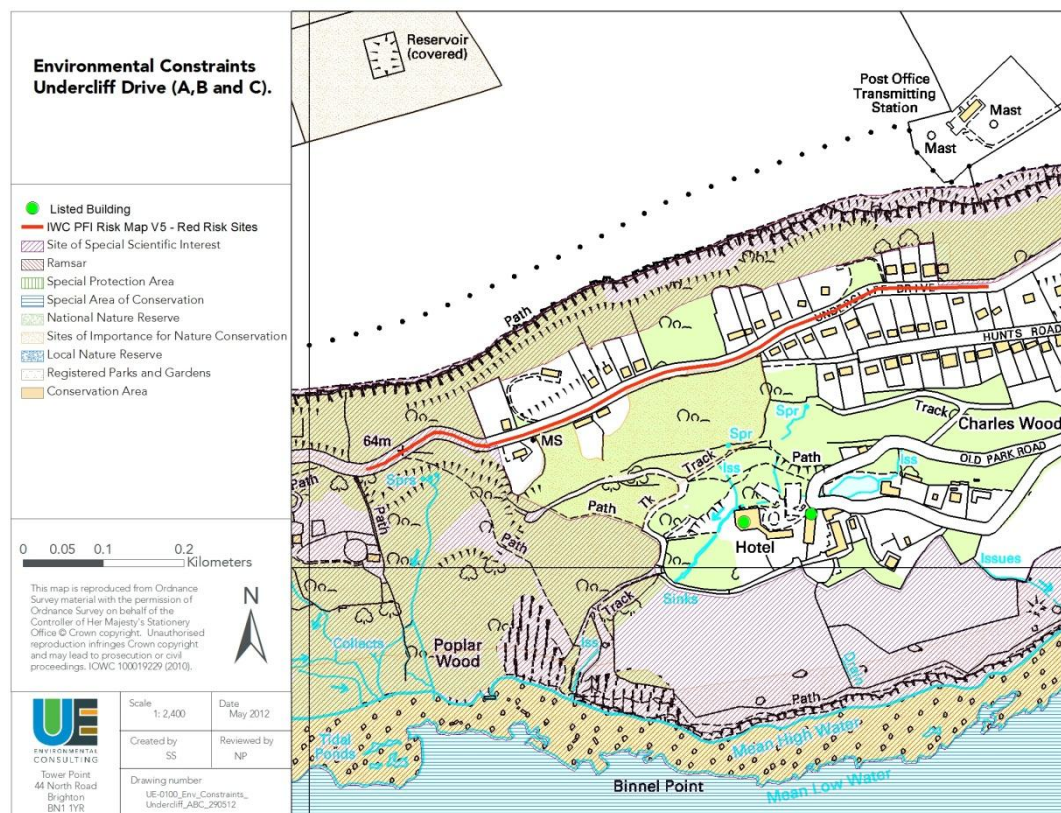 Environmental Constraints
Undercliff Drive (A,B and C).
Listed Building
IWC PFI Risk Map V5 - Red Risk Sites
Site of Special Scientific Interest
Ramsar
Special Protection Area
Special Area of Conservation
National Nature Reserve
Sites of Importance for Nature Conservation
Local Nature Reserve
Registered Parks and Gardens
Conservation Area
0 0.05 0.1 0.2
Kilometers
This map is reproduced from Ordnance
Survey material with the permission of
Ordnance Survey on behalf of the
Controller of Her Majesty's Stationery
Office © Crown copyright. Unauthorised
reproduction infringes Crown copyright
and may lead to prosecution or civil
proceedings. IOWC 100019229 (2010).
N
UE
ENVIRONMENTAL
CONSULTING
Tower Point
44 North Road
Brighton
BN1 1YR
Scale
1: 2,400
Date
May 2012
Created by
SS
Reviewed by
NP
Drawing number
UE-0100_Env_Constraints_
Undercliff_ABC_290512
Reservoir
(covered)
Post Office
Transmitting
Station
Mast
Mast
Path
UNDERCLIFF DRIVE
HUNTS ROAD
64m
MS
Spr
Track
Charles Wood
Spr
OLD PARK ROAD
Path
Sprs
Path
Track
Iss
Path
Iss
Path
Tk
Path
Hotel
Issues
Sinks
Track
Collects
Poplar
Wood
Iss
Drain
Path
Mean High Water
Tidal
Ponds
Binnel Point
Mean Low Water